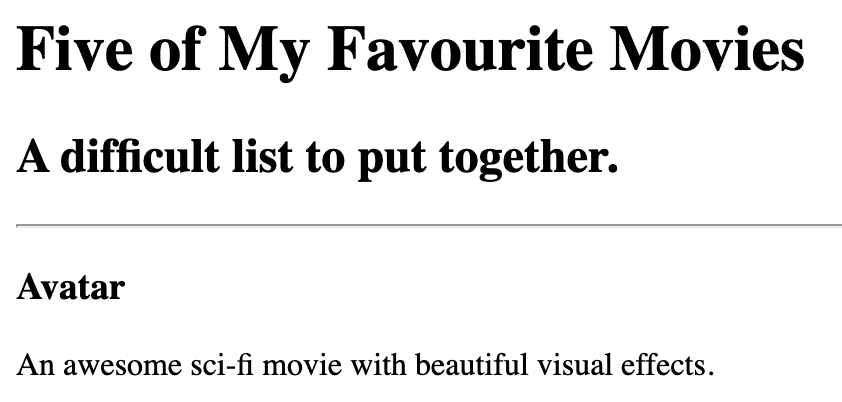 Five of My Favourite Movies
A difficult list to put together.
Avatar
An awesome sci-fi movie with beautiful visual effects.